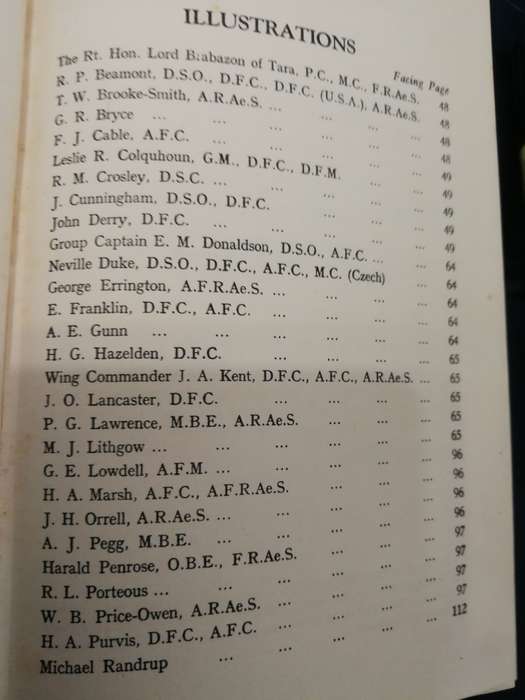 ILLUSTRATIONS
Facing Page
The Rt. Hon. Lord Brabazon of Tara, P.C., M.C., F.R.Ae.S. 48
R. P. Beamont, D.S.O., D.F.C., D.F.C. (U.S.A.), A.R.Ae.S. 48
T. W. Brooke-Smith, A.R.Ae.S. ... ... ... ... 48
G. R. Bryce ... ... ... ... ... 48
F. J. Cable, A.F.C. ... ... ... ... 49
Leslie R. Colquhoun, G.M., D.F.C., D.F.M. ... ... 49
R. M. Crosley, D.S.C. ... ... ... ... ... 49
J. Cunningham, D.S.O., D.F.C. ... ... ... 49
John Derry, D.F.C. ... ... ... ... ... 49
Group Captain E. M. Donaldson, D.S.O., A.F.C. ... ... 64
Neville Duke, D.S.O., D.F.C., A.F.C., M.C. (Czech) ... 64
George Errington, A.F.R.Ae.S. ... ... ... ... 64
E. Franklin, D.F.C., A.F.C. ... ... ... ... 64
A. E. Gunn ... ... ... ... ... 64
H. G. Hazelden, D.F.C. ... ... ... ... 65
Wing Commander J. A. Kent, D.F.C., A.F.C., A.R.Ae.S. ... 65
J. O. Lancaster, D.F.C. ... ... ... ... 65
P. G. Lawrence, M.B.E., A.R.Ae.S. ... ... ... 65
M. J. Lithgow ... ... ... ... ... ... 65
G. E. Lowdell, A.F.M. ... ... ... ... ... 96
H. A. Marsh, A.F.C., A.F.R.Ae.S. ... ... ... 96
J. H. Orrell, A.R.Ae.S. ... ... ... ... ... 96
A. J. Pegg, M.B.E. ... ... ... ... ... 96
Harald Penrose, O.B.E., F.R.Ae.S. ... ... ... 97
R. L. Porteous ... ... ... ... ... ... 97
W. B. Price-Owen, A.R.Ae.S. ... ... ... ... 97
H. A. Purvis, D.F.C., A.F.C. ... ... ... ... 97
Michael Randrup ... ... ... ... 112